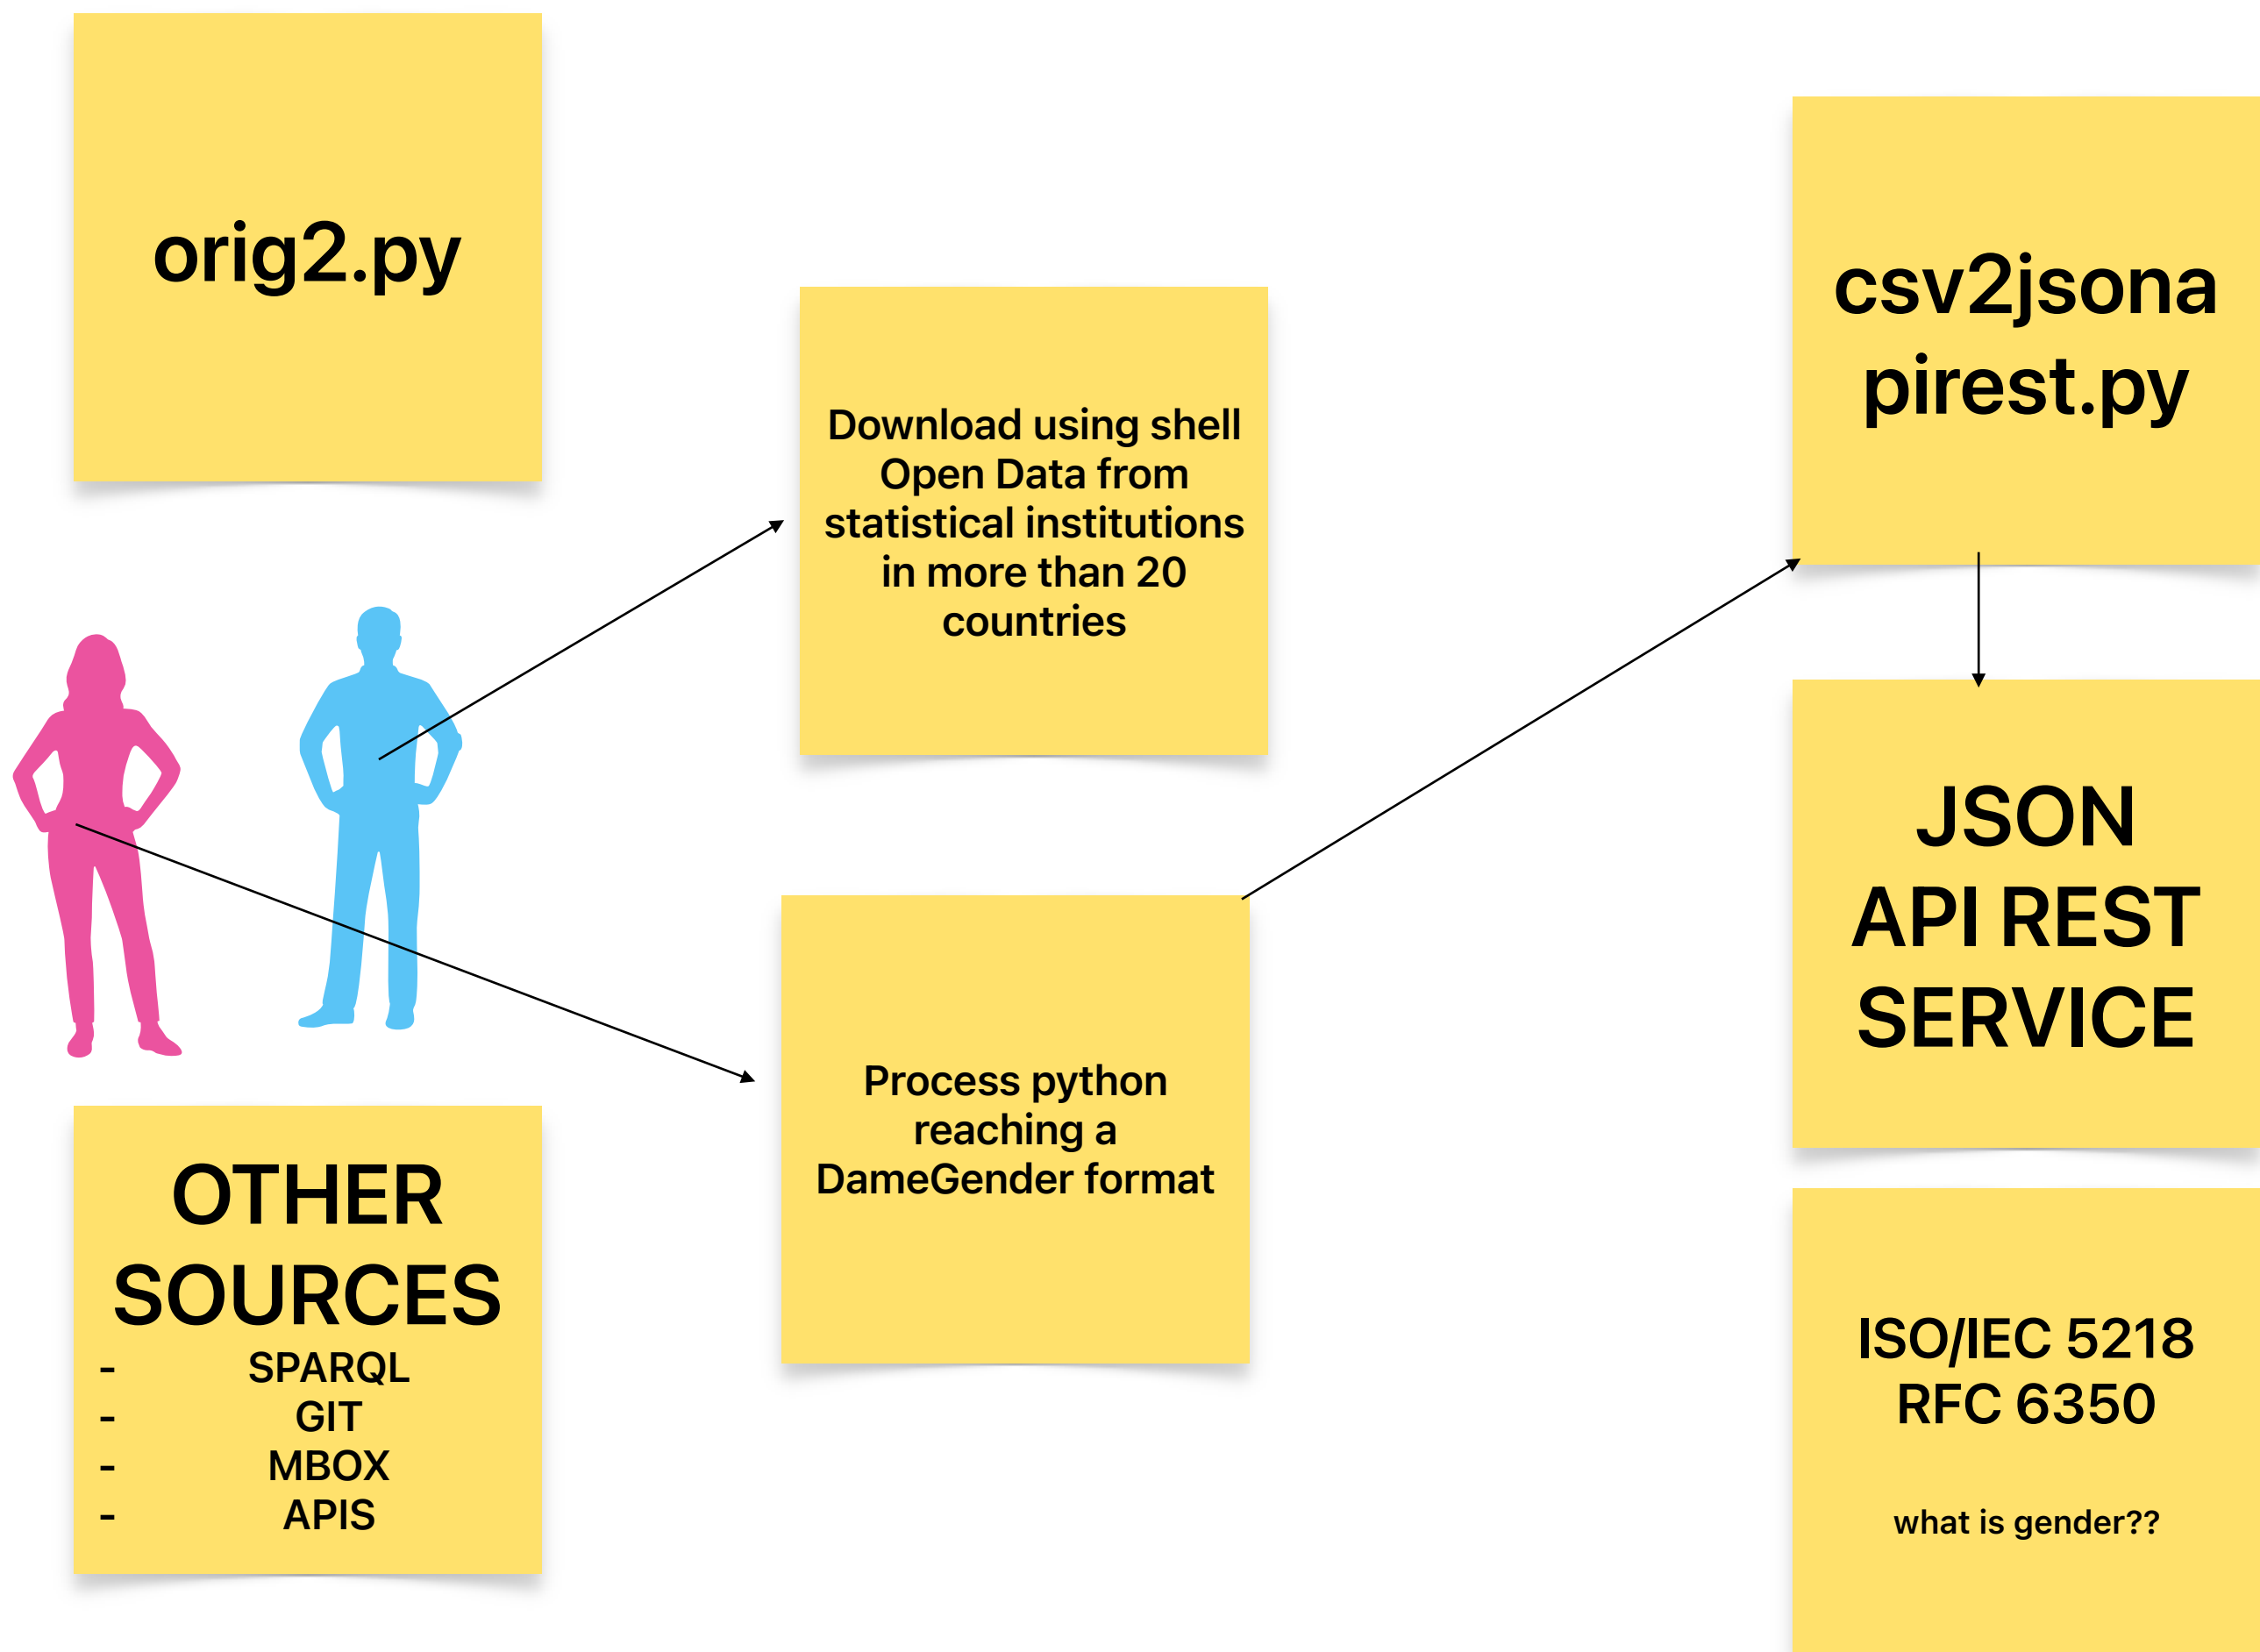 orig2.py
Download using shell
Open Data from
statistical institutions
in more than 20
countries
csv2jsona
pirest.py
JSON
API REST
SERVICE
Process python
reaching a
DameGender format
OTHER
SOURCES
- SPARQL
- GIT
- MBOX
- APIS
ISO/IEC 5218
RFC 6350
what is gender??